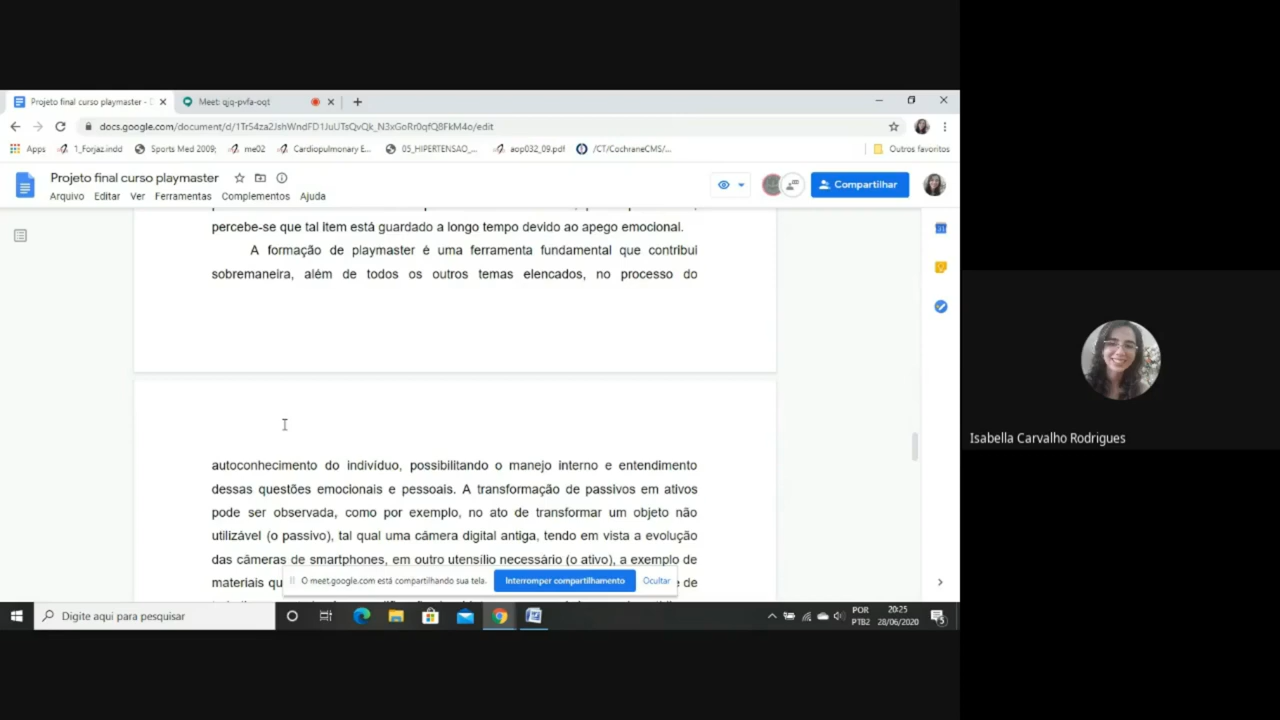 Projeto final curso playmaster - 
Meet: qjq-pvfa-oqt
docs.google.com/document/d/1Tr54za2JshWndFD1JuUTsQvQk_N3xGoRr0qfQ8FkM4o/edit
Apps
1_Forjaz.indd
Sports Med 2009;
me02
Cardiopulmonary E...
05_HIPERTENSAO_...
aop032_09.pdf
/CT/CochraneCMS/...
Outros favoritos
Projeto final curso playmaster
Compartilhar
Arquivo Editar Ver Ferramentas Complementos Ajuda
percebe-se que tal item está guardado a longo tempo devido ao apego emocional.
A formação de playmaster é uma ferramenta fundamental que contribui
sobremaneira, além de todos os outros temas elencados, no processo do
Isabella Carvalho Rodrigues
autoconhecimento do indivíduo, possibilitando o manejo interno e entendimento
dessas questões emocionais e pessoais. A transformação de passivos em ativos
pode ser observada, como por exemplo, no ato de transformar um objeto não
utilizável (o passivo), tal qual uma câmera digital antiga, tendo em vista a evolução
das câmeras de smartphones, em outro utensílio necessário (o ativo), a exemplo de
materiais qu
de
O meet.google.com está compartilhando sua tela.
Interromper compartilhamento
Ocultar
Digite aqui para pesquisar
POR
PTB2
20:25
28/06/2020
5